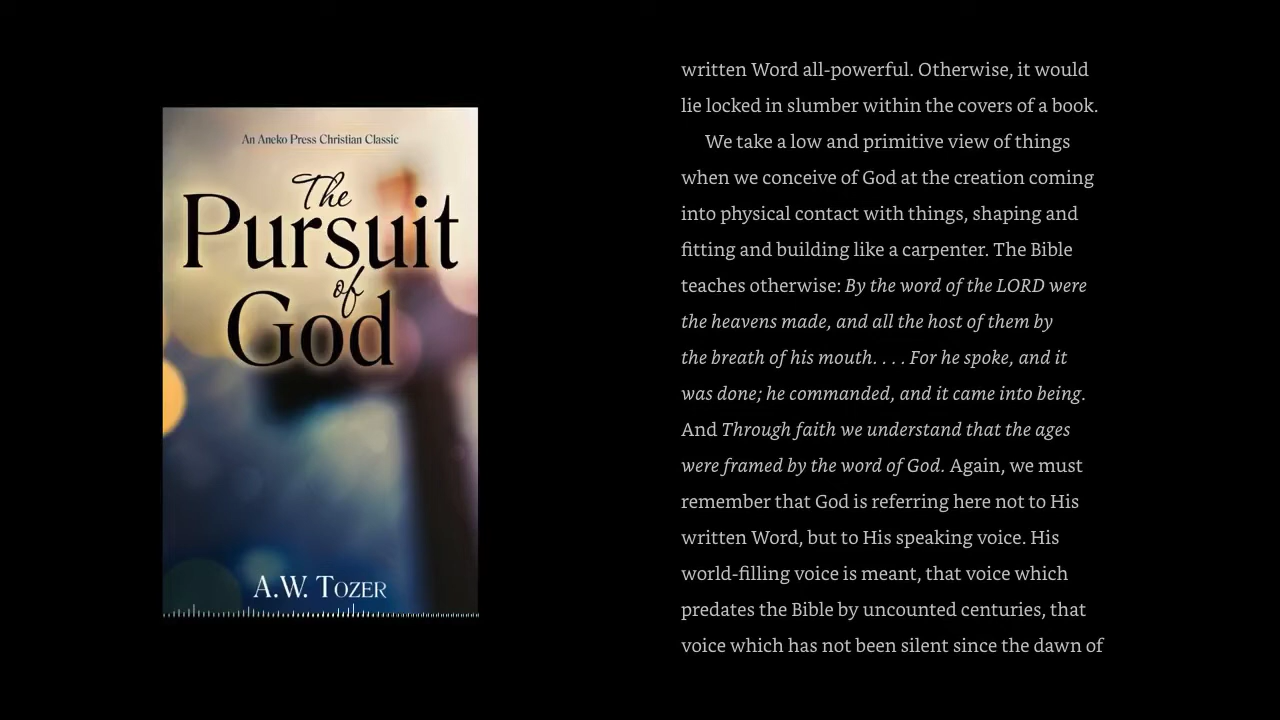 An Aneko Press Christian Classic
The
Pursuit
of
God
A.W. Tozer
written Word all-powerful. Otherwise, it would
lie locked in slumber within the covers of a book.
We take a low and primitive view of things
when we conceive of God at the creation coming
into physical contact with things, shaping and
fitting and building like a carpenter. The Bible
teaches otherwise: By the word of the LORD were
the heavens made, and all the host of them by
the breath of his mouth. . . . For he spoke, and it
was done; he commanded, and it came into being.
And Through faith we understand that the ages
were framed by the word of God. Again, we must
remember that God is referring here not to His
written Word, but to His speaking voice. His
world-filling voice is meant, that voice which
predates the Bible by uncounted centuries, that
voice which has not been silent since the dawn of